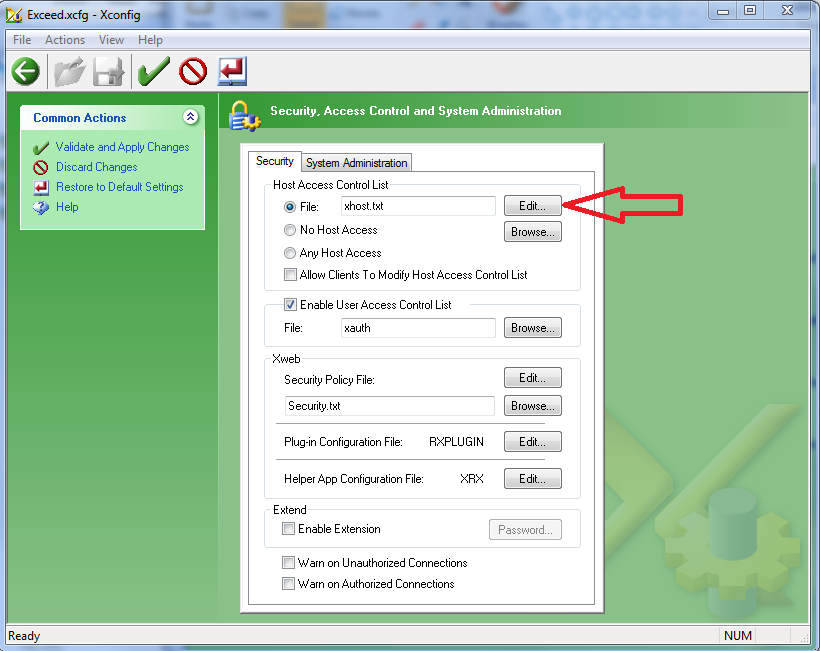 Exceed.xcfg - Xconfig
File Actions View Help
Common Actions
Validate and Apply Changes
Discard Changes
Restore to Default Settings
Help
Security, Access Control and System Administration
Security System Administration
Host Access Control List
File: xhost.txt Edit...
No Host Access Browse...
Any Host Access
Allow Clients To Modify Host Access Control List
Enable User Access Control List
File: xauth Browse...
Xweb
Security Policy File: Edit...
Security.txt Browse...
Plug-in Configuration File: RXPLUGIN Edit...
Helper App Configuration File: XRX Edit...
Extend
Enable Extension Password...
Warn on Unauthorized Connections
Warn on Authorized Connections
Ready NUM